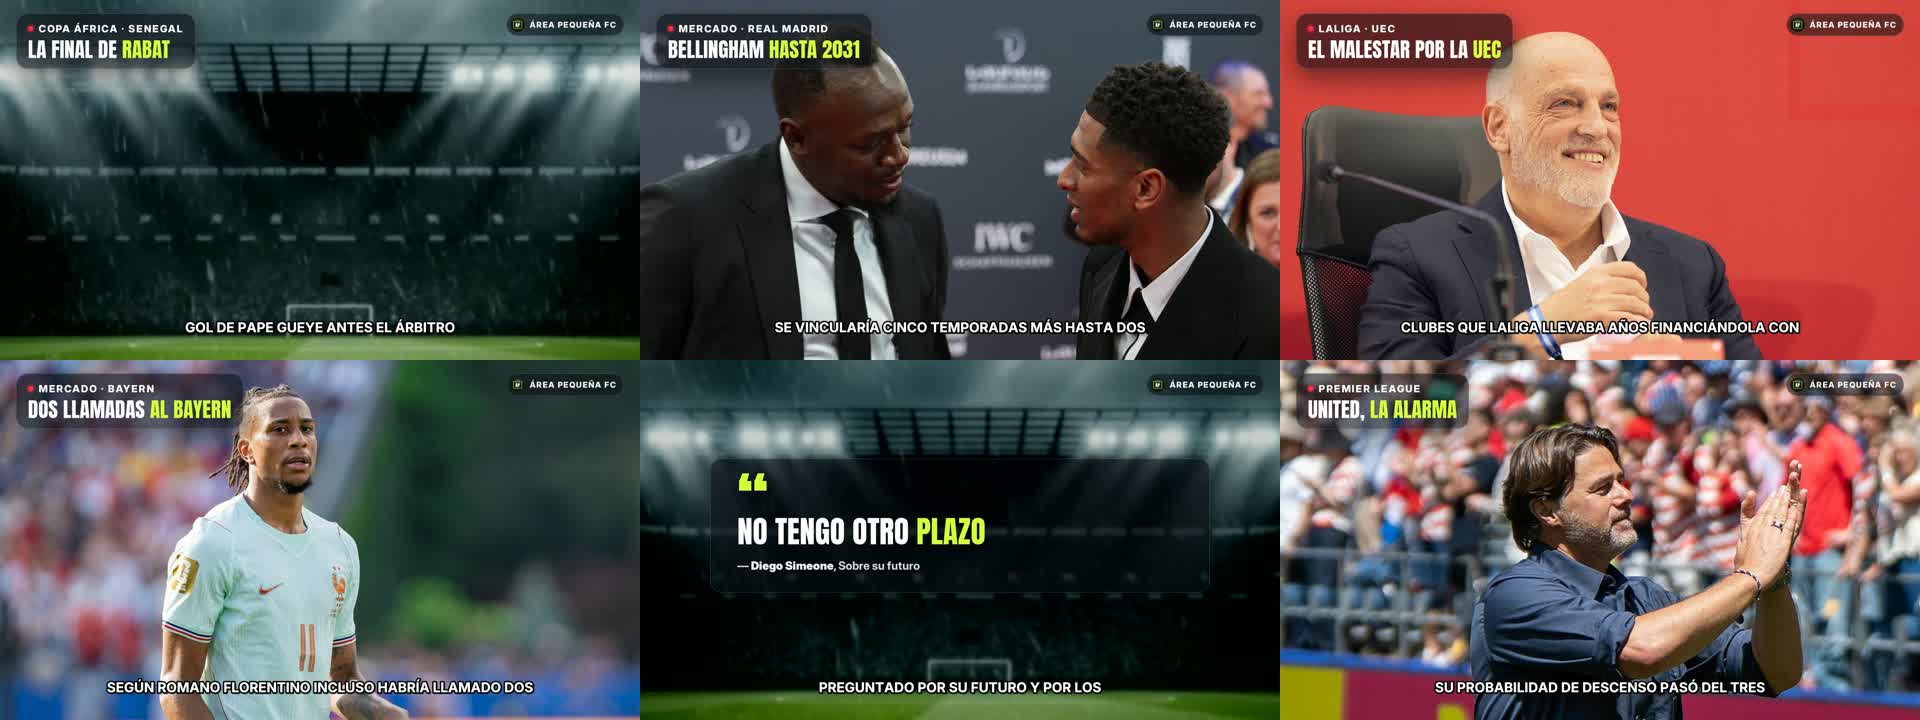 COPA ÁFRICA · SENEGAL
LA FINAL DE RABAT
ÁREA PEQUEÑA FC
GOL DE PAPE GUEYE ANTES EL ÁRBITRO
MERCADO · REAL MADRID
BELLINGHAM HASTA 2031
ÁREA PEQUEÑA FC
IWC
SE VINCULARÍA CINCO TEMPORADAS MÁS HASTA DOS
LALIGA · UEC
EL MALESTAR POR LA UEC
ÁREA PEQUEÑA FC
CLUBES QUE LALIGA LLEVABA AÑOS FINANCIÁNDOLA CON
MERCADO · BAYERN
DOS LLAMADAS AL BAYERN
ÁREA PEQUEÑA FC
11
SEGÚN ROMANO FLORENTINO INCLUSO HABRÍA LLAMADO DOS
ÁREA PEQUEÑA FC
“
NO TENGO OTRO PLAZO
— Diego Simeone, Sobre su futuro
PREGUNTADO POR SU FUTURO Y POR LOS
PREMIER LEAGUE
UNITED, LA ALARMA
ÁREA PEQUEÑA FC
SU PROBABILIDAD DE DESCENSO PASÓ DEL TRES